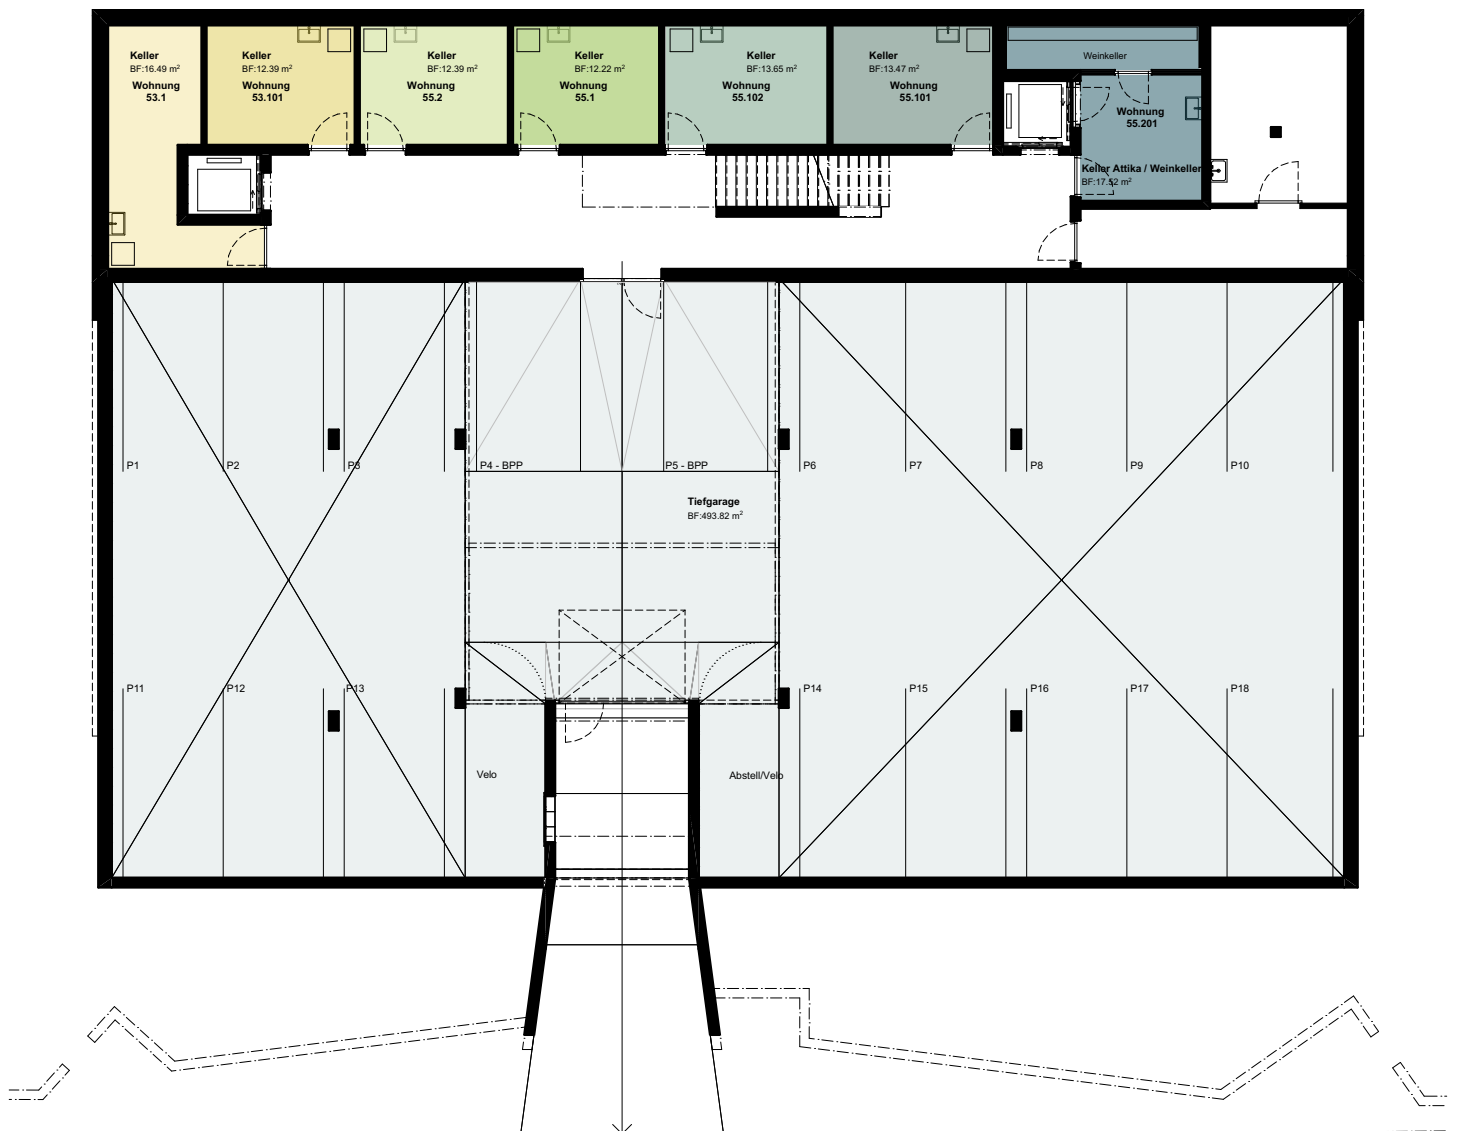 Keller
BF:16.49 m²
Wohnung
53.1
Keller
BF:12.39 m²
Wohnung
53.101
Keller
BF:12.39 m²
Wohnung
55.2
Keller
BF:12.22 m²
Wohnung
55.1
Keller
BF:13.65 m²
Wohnung
55.102
Keller
BF:13.47 m²
Wohnung
55.101
Weinkeller
Wohnung
55.201
Keller Attika / Weinkeller
BF:17.52 m²
P1
P2
P3
P4 - BPP
P5 - BPP
P6
P7
P8
P9
P10
Tiefgarage
BF:493.82 m²
P11
P12
P13
P14
P15
P16
P17
P18
Velo
Abstell/Velo